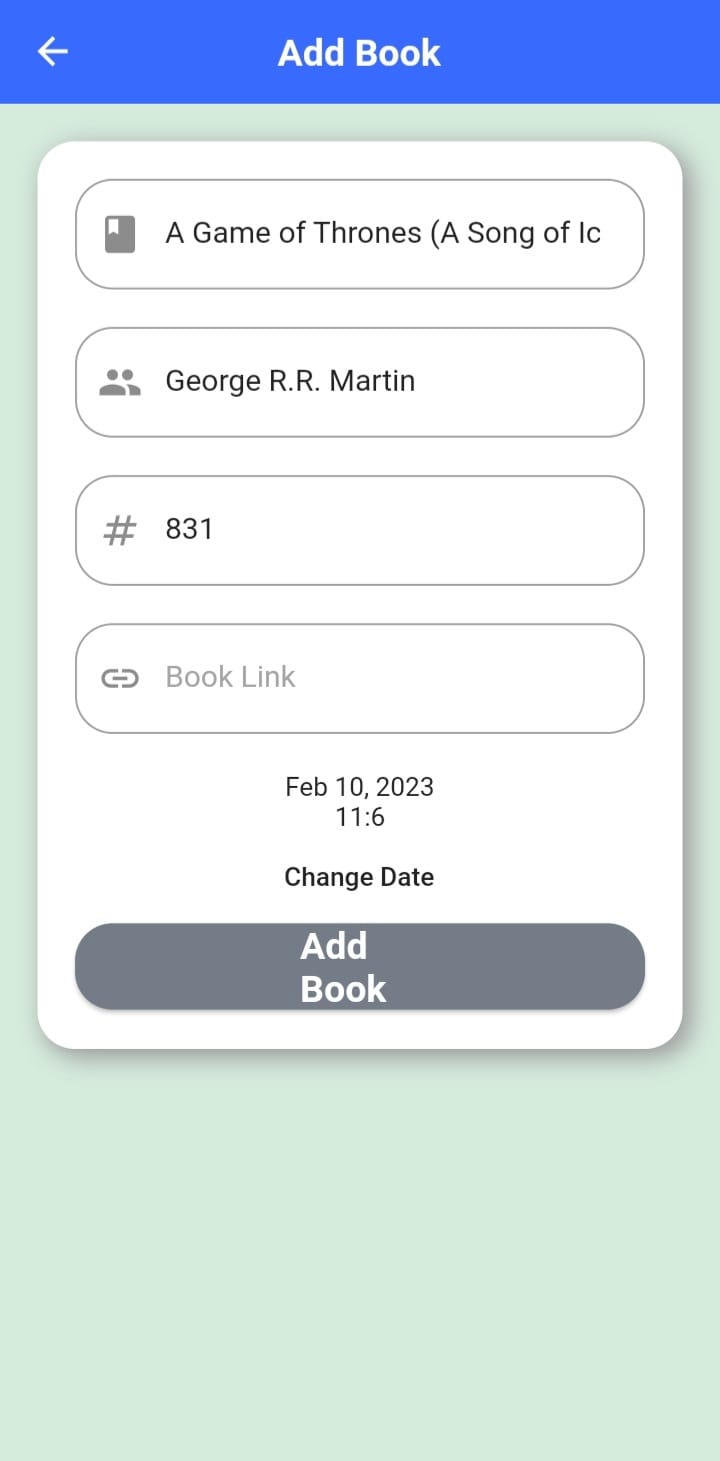 Add Book
A Game of Thrones (A Song of Ic
George R.R. Martin
# 831
Book Link
Feb 10, 2023
11:6
Change Date
Add
Book